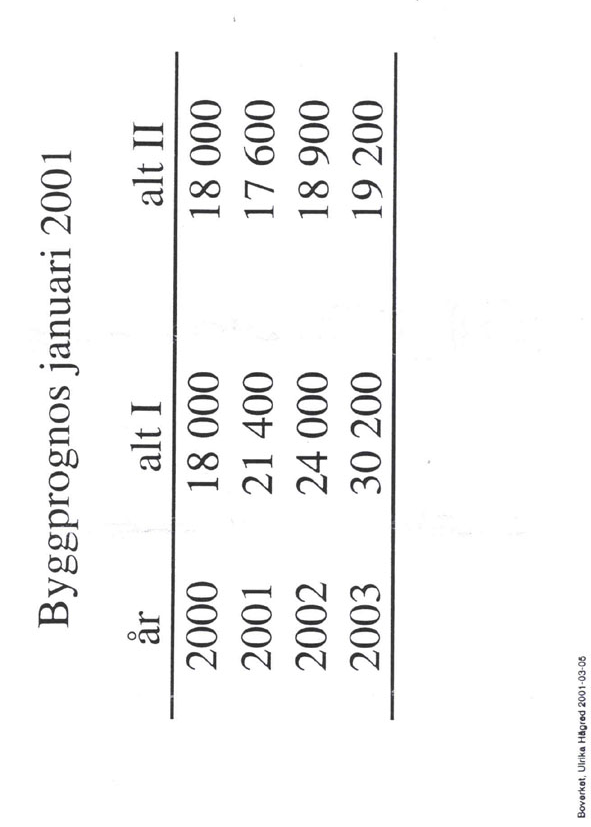 Byggprognos januari 2001
år alt I alt II
2000 18 000 18 000
2001 21 400 17 600
2002 24 000 18 900
2003 30 200 19 200
Boverket, Ulrika Hägred 2001-03-05